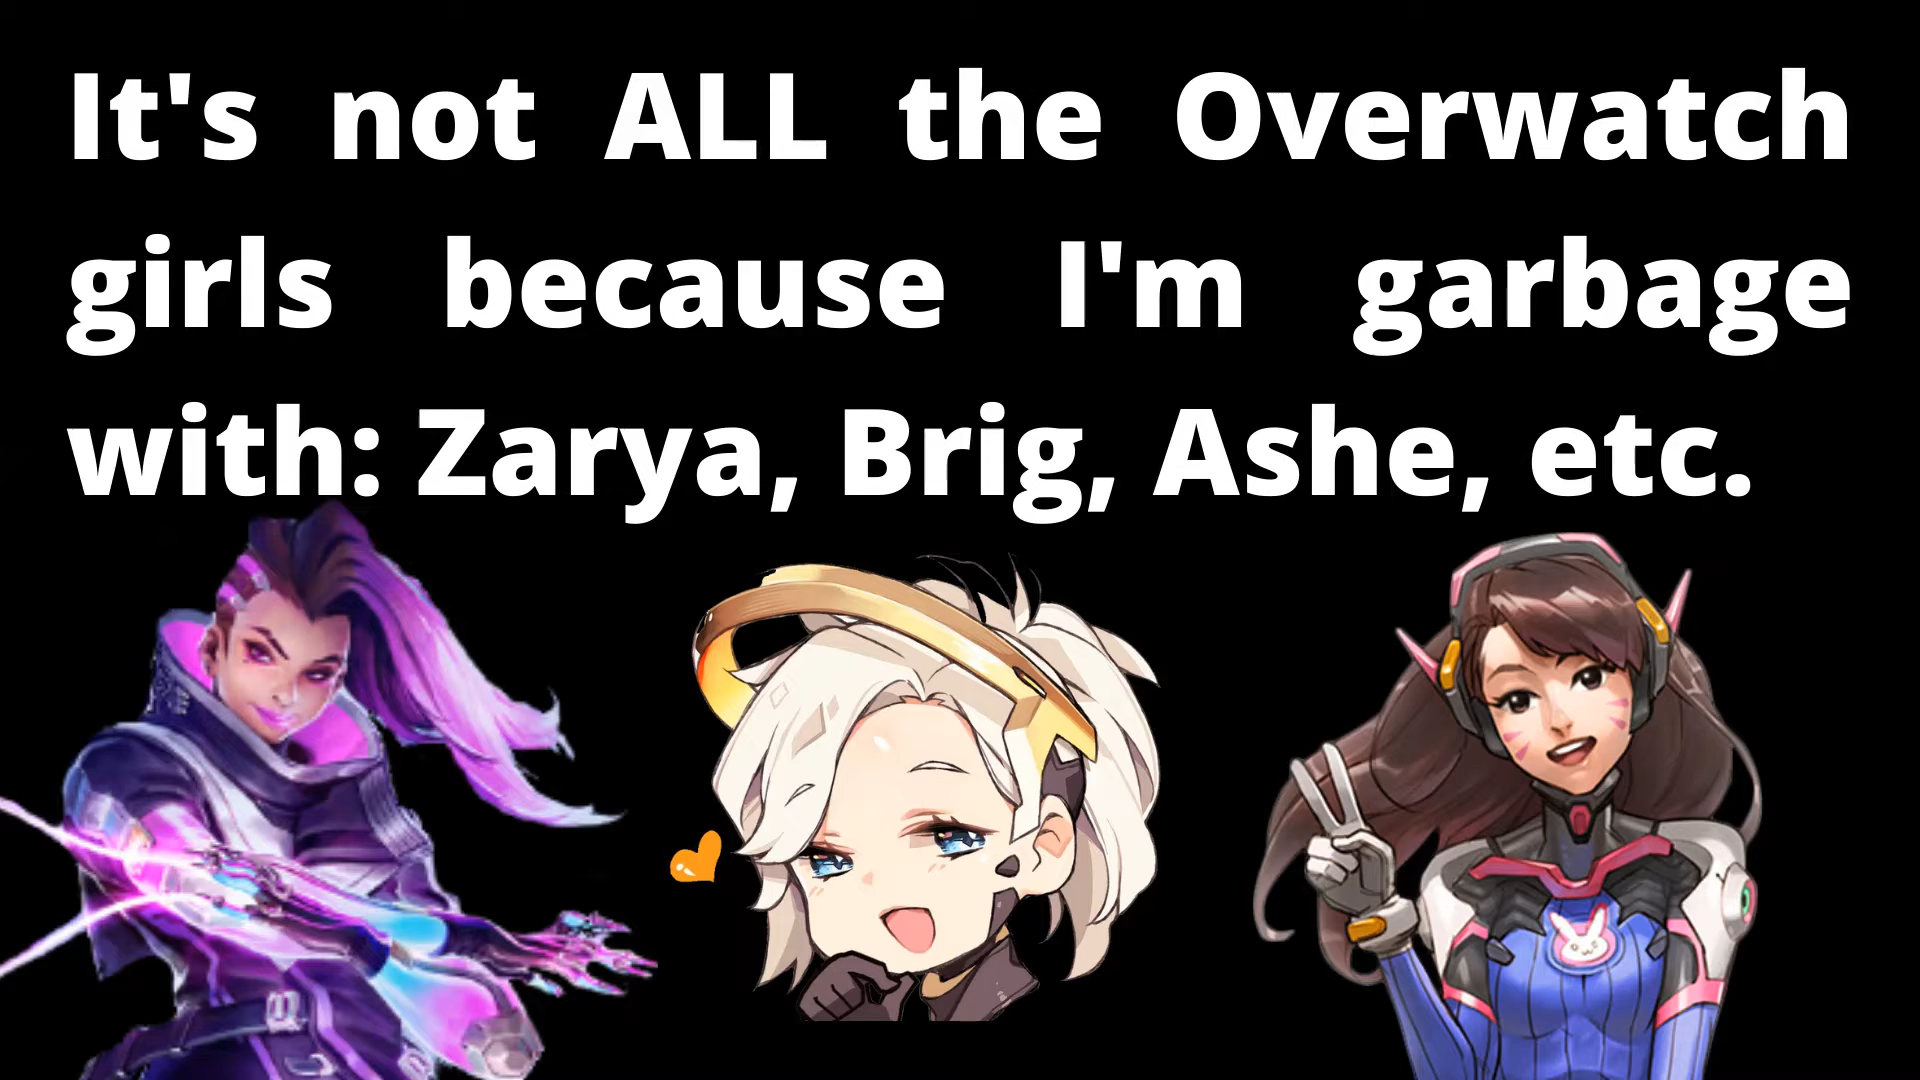 It's not ALL the Overwatch
girls because I'm garbage
with: Zarya, Brig, Ashe, etc.